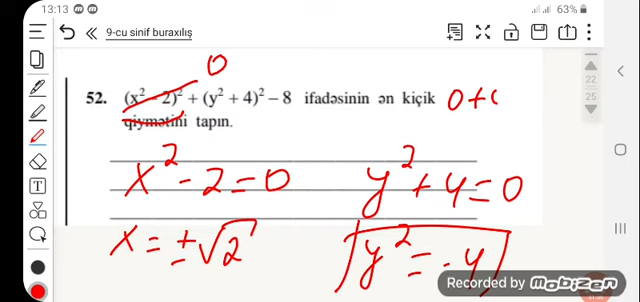 13:13 63%
9-cu sinif buraxılış
0
52. (x² - 2)² + (y² + 4)² – 8 ifadəsinin ən kiçik 0+(
qiymətini tapın.
22
25
x² - 2 = 0 y² + 4 = 0
x = ±√2 y² = -4
Recorded by mobizen